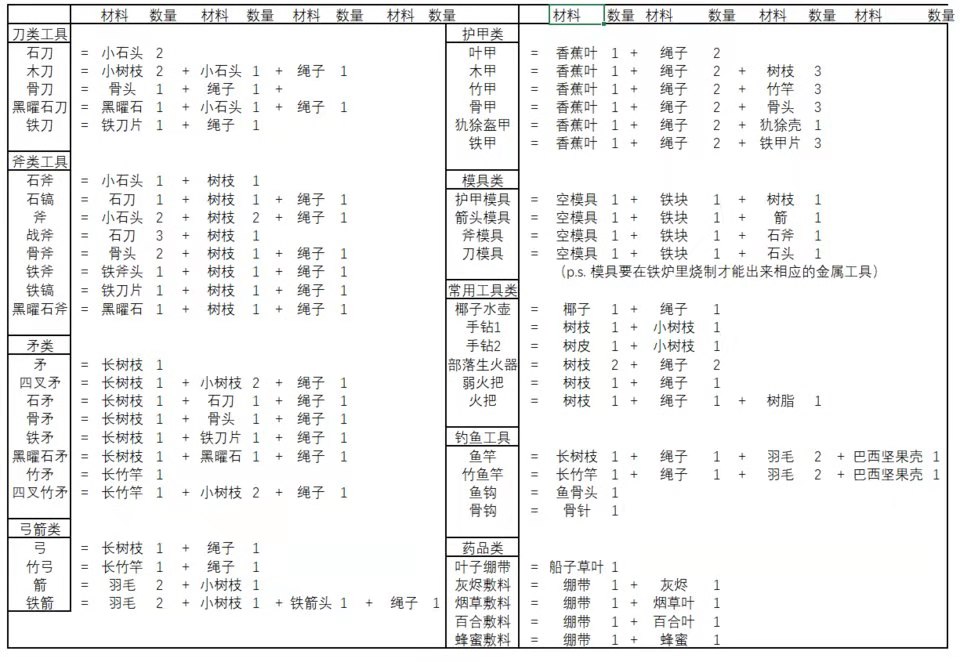 材料 数量 材料 数量 材料 数量 材料 数量
刀类工具
石刀 = 小石头 2
木刀 = 小树枝 2 + 小石头 1 + 绳子 1
骨刀 = 骨头 1 + 绳子 1 +
黑曜石刀 = 黑曜石 1 + 小石头 1 + 绳子 1
铁刀 = 铁刀片 1 + 绳子 1
斧类工具
石斧 = 小石头 1 + 树枝 1
石镐 = 石刀 1 + 树枝 1 + 绳子 1
斧 = 小石头 2 + 树枝 2 + 绳子 1
战斧 = 石刀 3 + 树枝 1
骨斧 = 骨头 2 + 树枝 1 + 绳子 1
铁斧 = 铁斧头 1 + 树枝 1 + 绳子 1
铁镐 = 铁刀片 1 + 树枝 1 + 绳子 1
黑曜石斧 = 黑曜石 1 + 树枝 1 + 绳子 1
矛类
矛 = 长树枝 1
四叉矛 = 长树枝 1 + 小树枝 2 + 绳子 1
石矛 = 长树枝 1 + 石刀 1 + 绳子 1
骨矛 = 长树枝 1 + 骨头 1 + 绳子 1
铁矛 = 长树枝 1 + 铁刀片 1 + 绳子 1
黑曜石矛 = 长树枝 1 + 黑曜石 1 + 绳子 1
竹矛 = 长竹竿 1
四叉竹矛 = 长竹竿 1 + 小树枝 2 + 绳子 1
弓箭类
弓 = 长树枝 1 + 绳子 1
竹弓 = 长竹竿 1 + 绳子 1
箭 = 羽毛 2 + 小树枝 1
铁箭 = 羽毛 2 + 小树枝 1 + 铁箭头 1 + 绳子 1
材料 数量 材料 数量 材料 数量 材料 数量
护甲类
叶甲 = 香蕉叶 1 + 绳子 2
木甲 = 香蕉叶 1 + 绳子 2 + 树枝 3
竹甲 = 香蕉叶 1 + 绳子 2 + 竹竿 3
骨甲 = 香蕉叶 1 + 绳子 2 + 骨头 3
犰狳盔甲 = 香蕉叶 1 + 绳子 2 + 犰狳壳 1
铁甲 = 香蕉叶 1 + 绳子 2 + 铁甲片 3
模具类
护甲模具 = 空模具 1 + 铁块 1 + 树枝 1
箭头模具 = 空模具 1 + 铁块 1 + 箭 1
斧模具 = 空模具 1 + 铁块 1 + 石斧 1
刀模具 = 空模具 1 + 铁块 1 + 石头 1
（p.s. 模具要在铁炉里烧制才能出来相应的金属工具）
常用工具类
椰子水壶 = 椰子 1 + 绳子 1
手钻1 = 树枝 1 + 小树枝 1
手钻2 = 树皮 1 + 小树枝 1
部落生火器 = 树枝 2 + 绳子 2
弱火把 = 树枝 1 + 绳子 1
火把 = 树枝 1 + 绳子 1 + 树脂 1
钓鱼工具
鱼竿 = 长树枝 1 + 绳子 1 + 羽毛 2 + 巴西坚果壳 1
竹鱼竿 = 长竹竿 1 + 绳子 1 + 羽毛 2 + 巴西坚果壳 1
鱼钩 = 鱼骨头 1
骨钩 = 骨针 1
药品类
叶子绷带 = 船子草叶 1
灰烬敷料 = 绷带 1 + 灰烬 1
烟草敷料 = 绷带 1 + 烟草叶 1
百合敷料 = 绷带 1 + 百合叶 1
蜂蜜敷料 = 绷带 1 + 蜂蜜 1